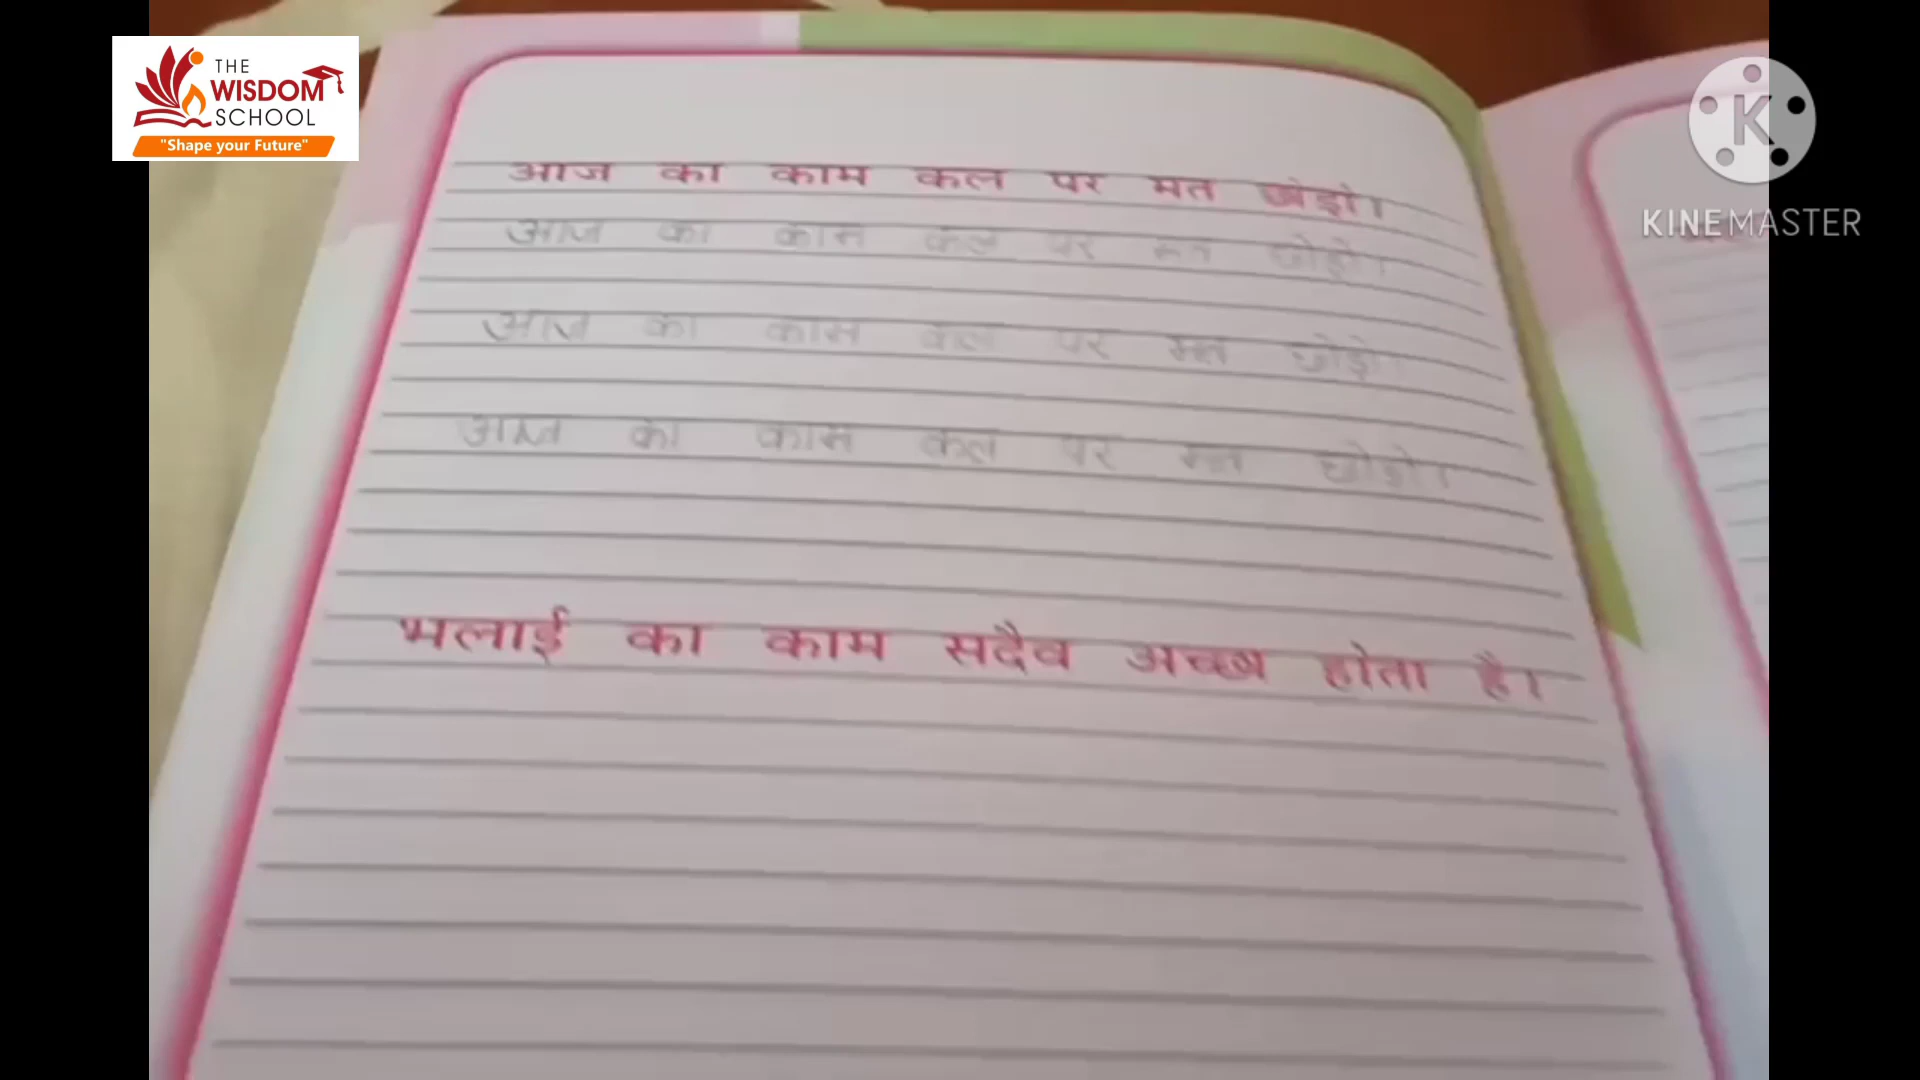 THE
WISDOM
SCHOOL
"Shape your Future"
K
KINEMASTER
आज का काम कल पर मत छोड़ो।
आज का काम कल पर मत छोड़ो।
आज का काम कल पर मत छोड़ो।
आज का काम कल पर मत छोड़ो।
भलाई का काम सदैव अच्छा होता है।